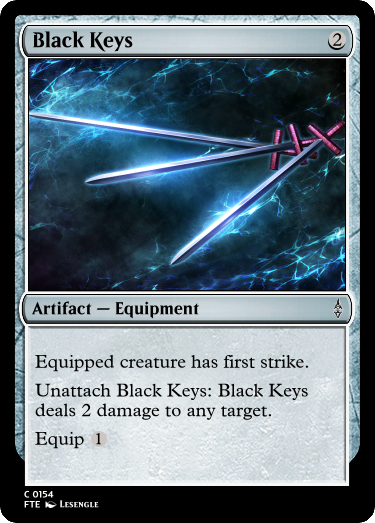 Black Keys 2
Artifact — Equipment
Equipped creature has first strike.
Unattach Black Keys: Black Keys
deals 2 damage to any target.
Equip 1
C 0154
FTE Lesengle